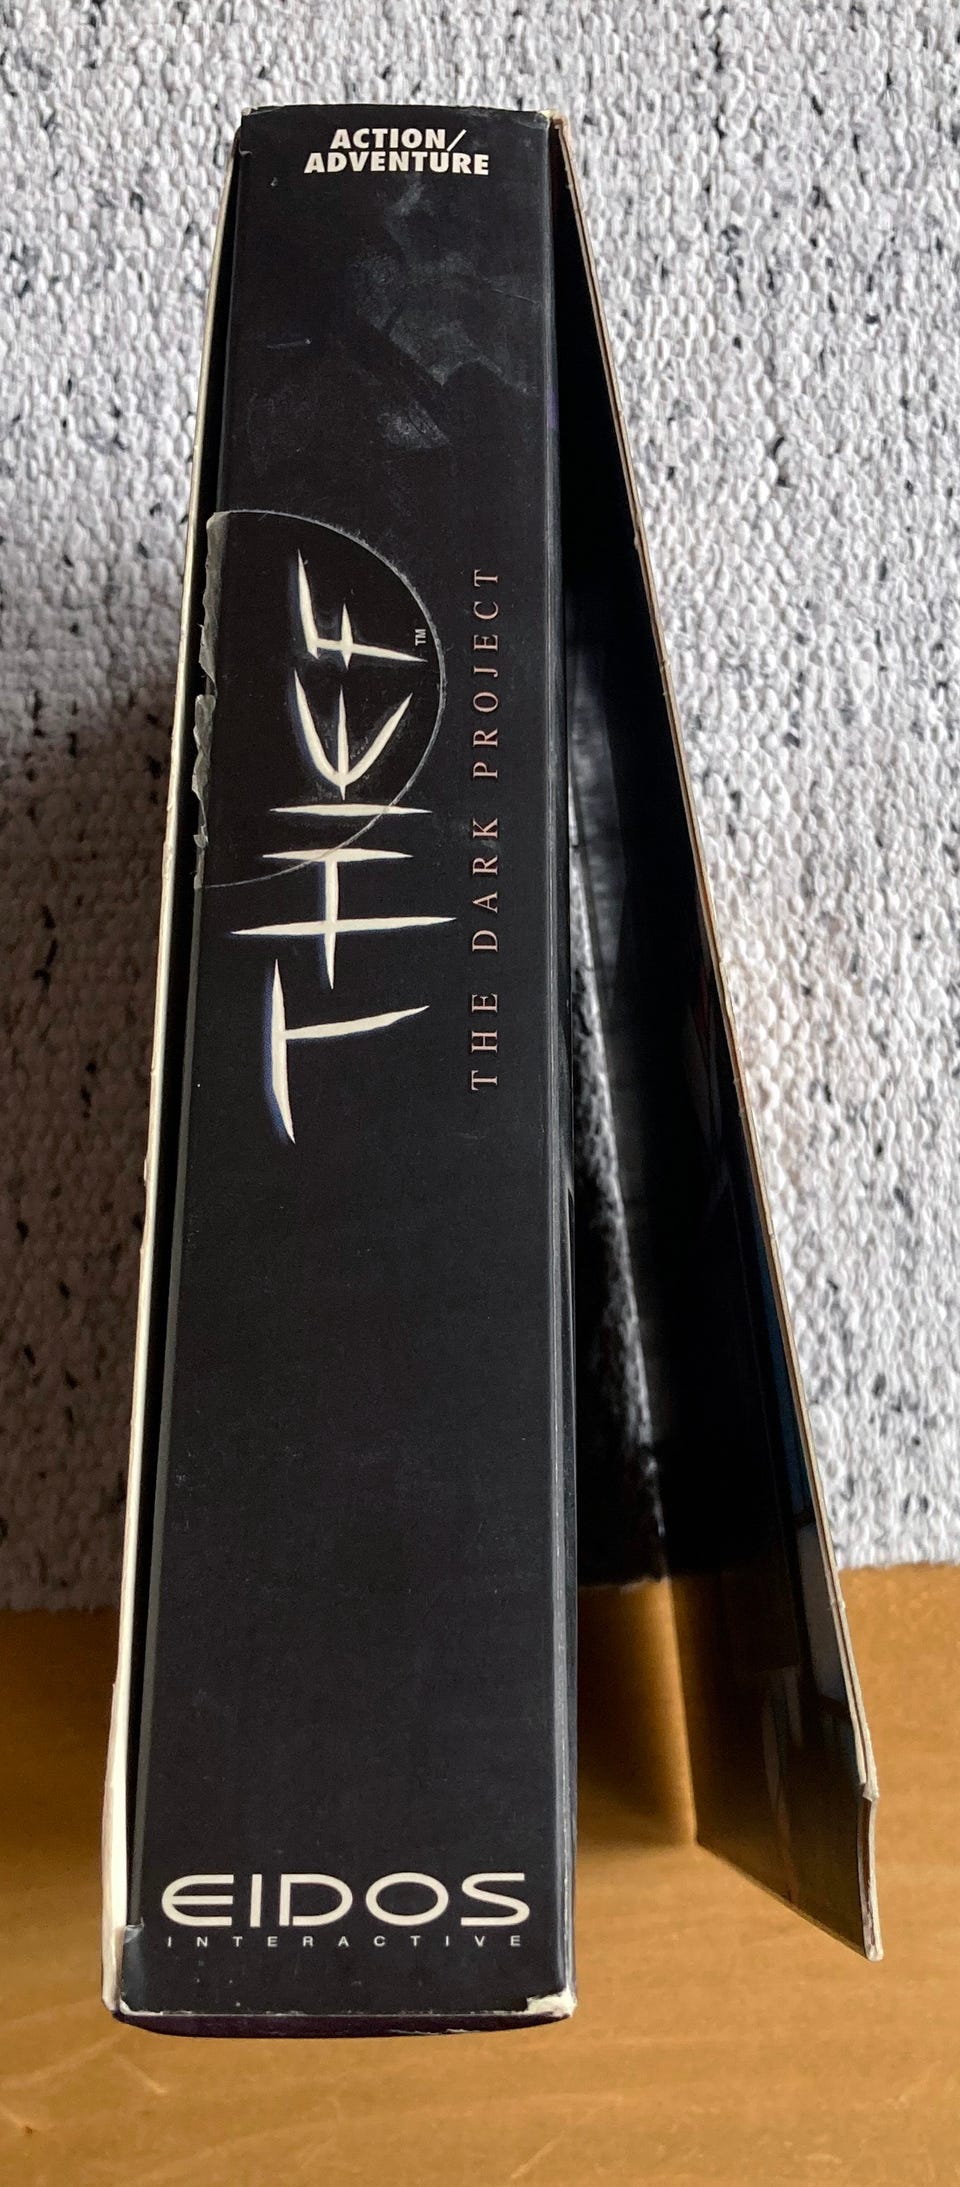 ACTION/
ADVENTURE
THIEF™
THE DARK PROJECT
EIDOS
INTERACTIVE